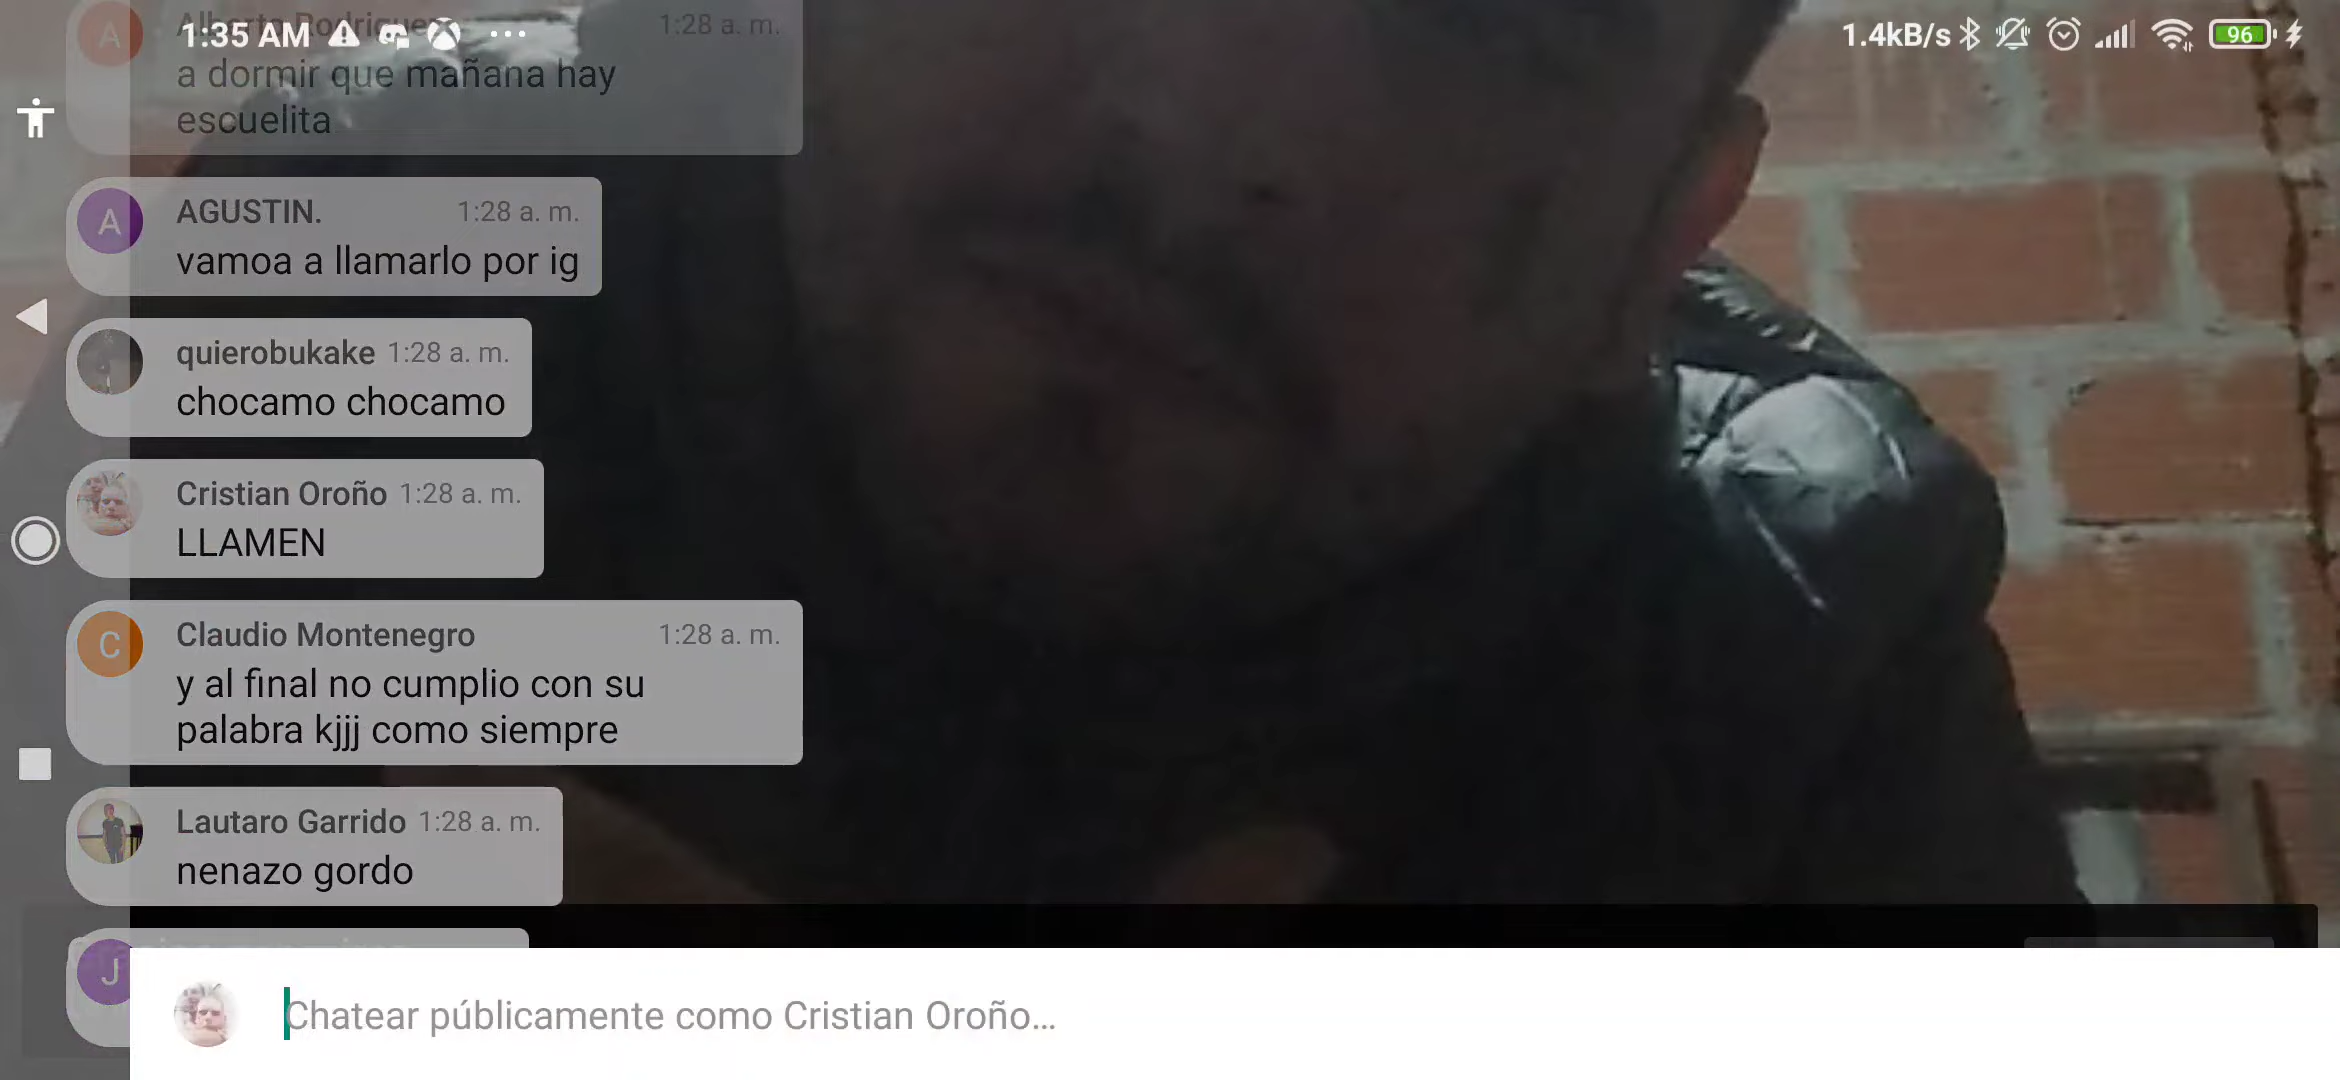 Alberto Rodriguez 1:28 a. m.
1:35 AM 1.4kB/s 96
A
a dormir que mañana hay
escuelita
AGUSTIN. 1:28 a. m.
A
vamoa a llamarlo por ig
quierobukake 1:28 a. m.
chocamo chocamo
Cristian Oroño 1:28 a. m.
LLAMEN
Claudio Montenegro 1:28 a. m.
C
y al final no cumplio con su
palabra kjjj como siempre
Lautaro Garrido 1:28 a. m.
nenazo gordo
J
Chatear públicamente como Cristian Oroño...